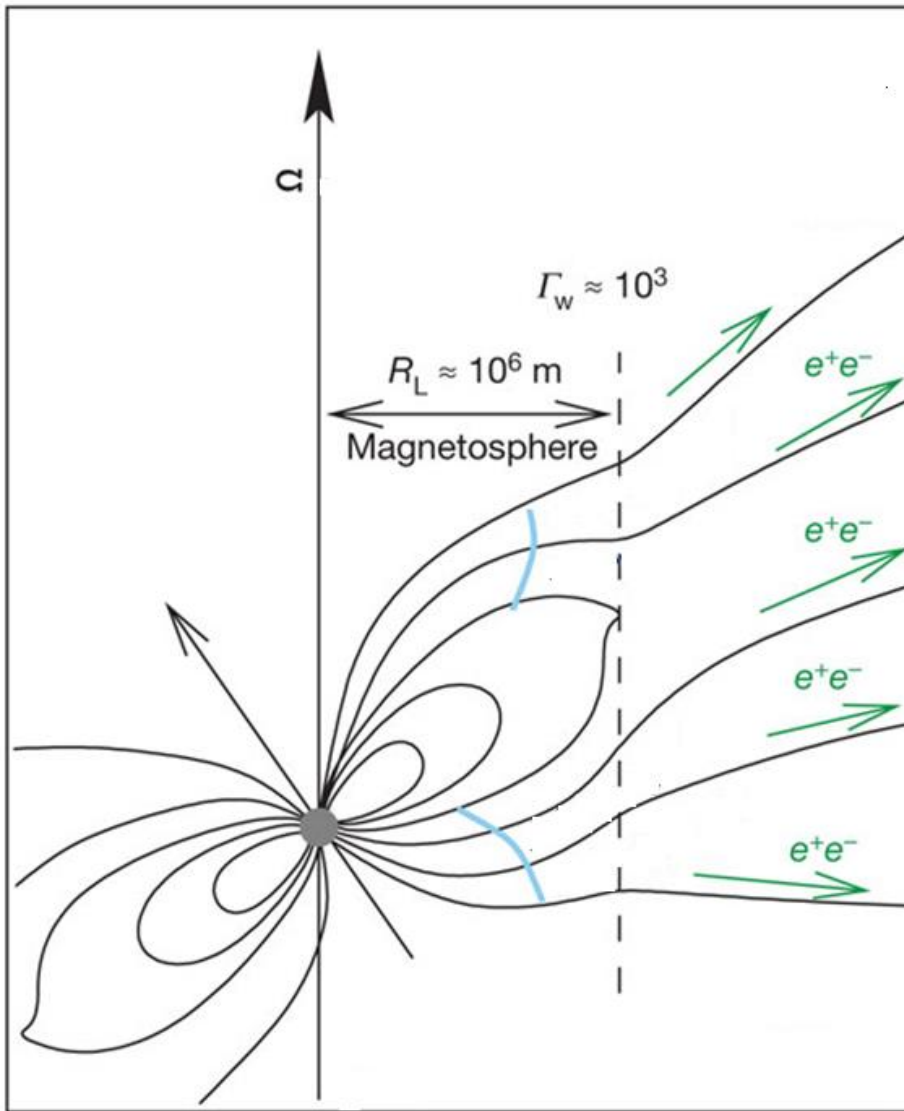 Ω
Γw ≈ 10³
RL ≈ 10⁶ m
Magnetosphere
e⁺e⁻
e⁺e⁻
e⁺e⁻
e⁺e⁻